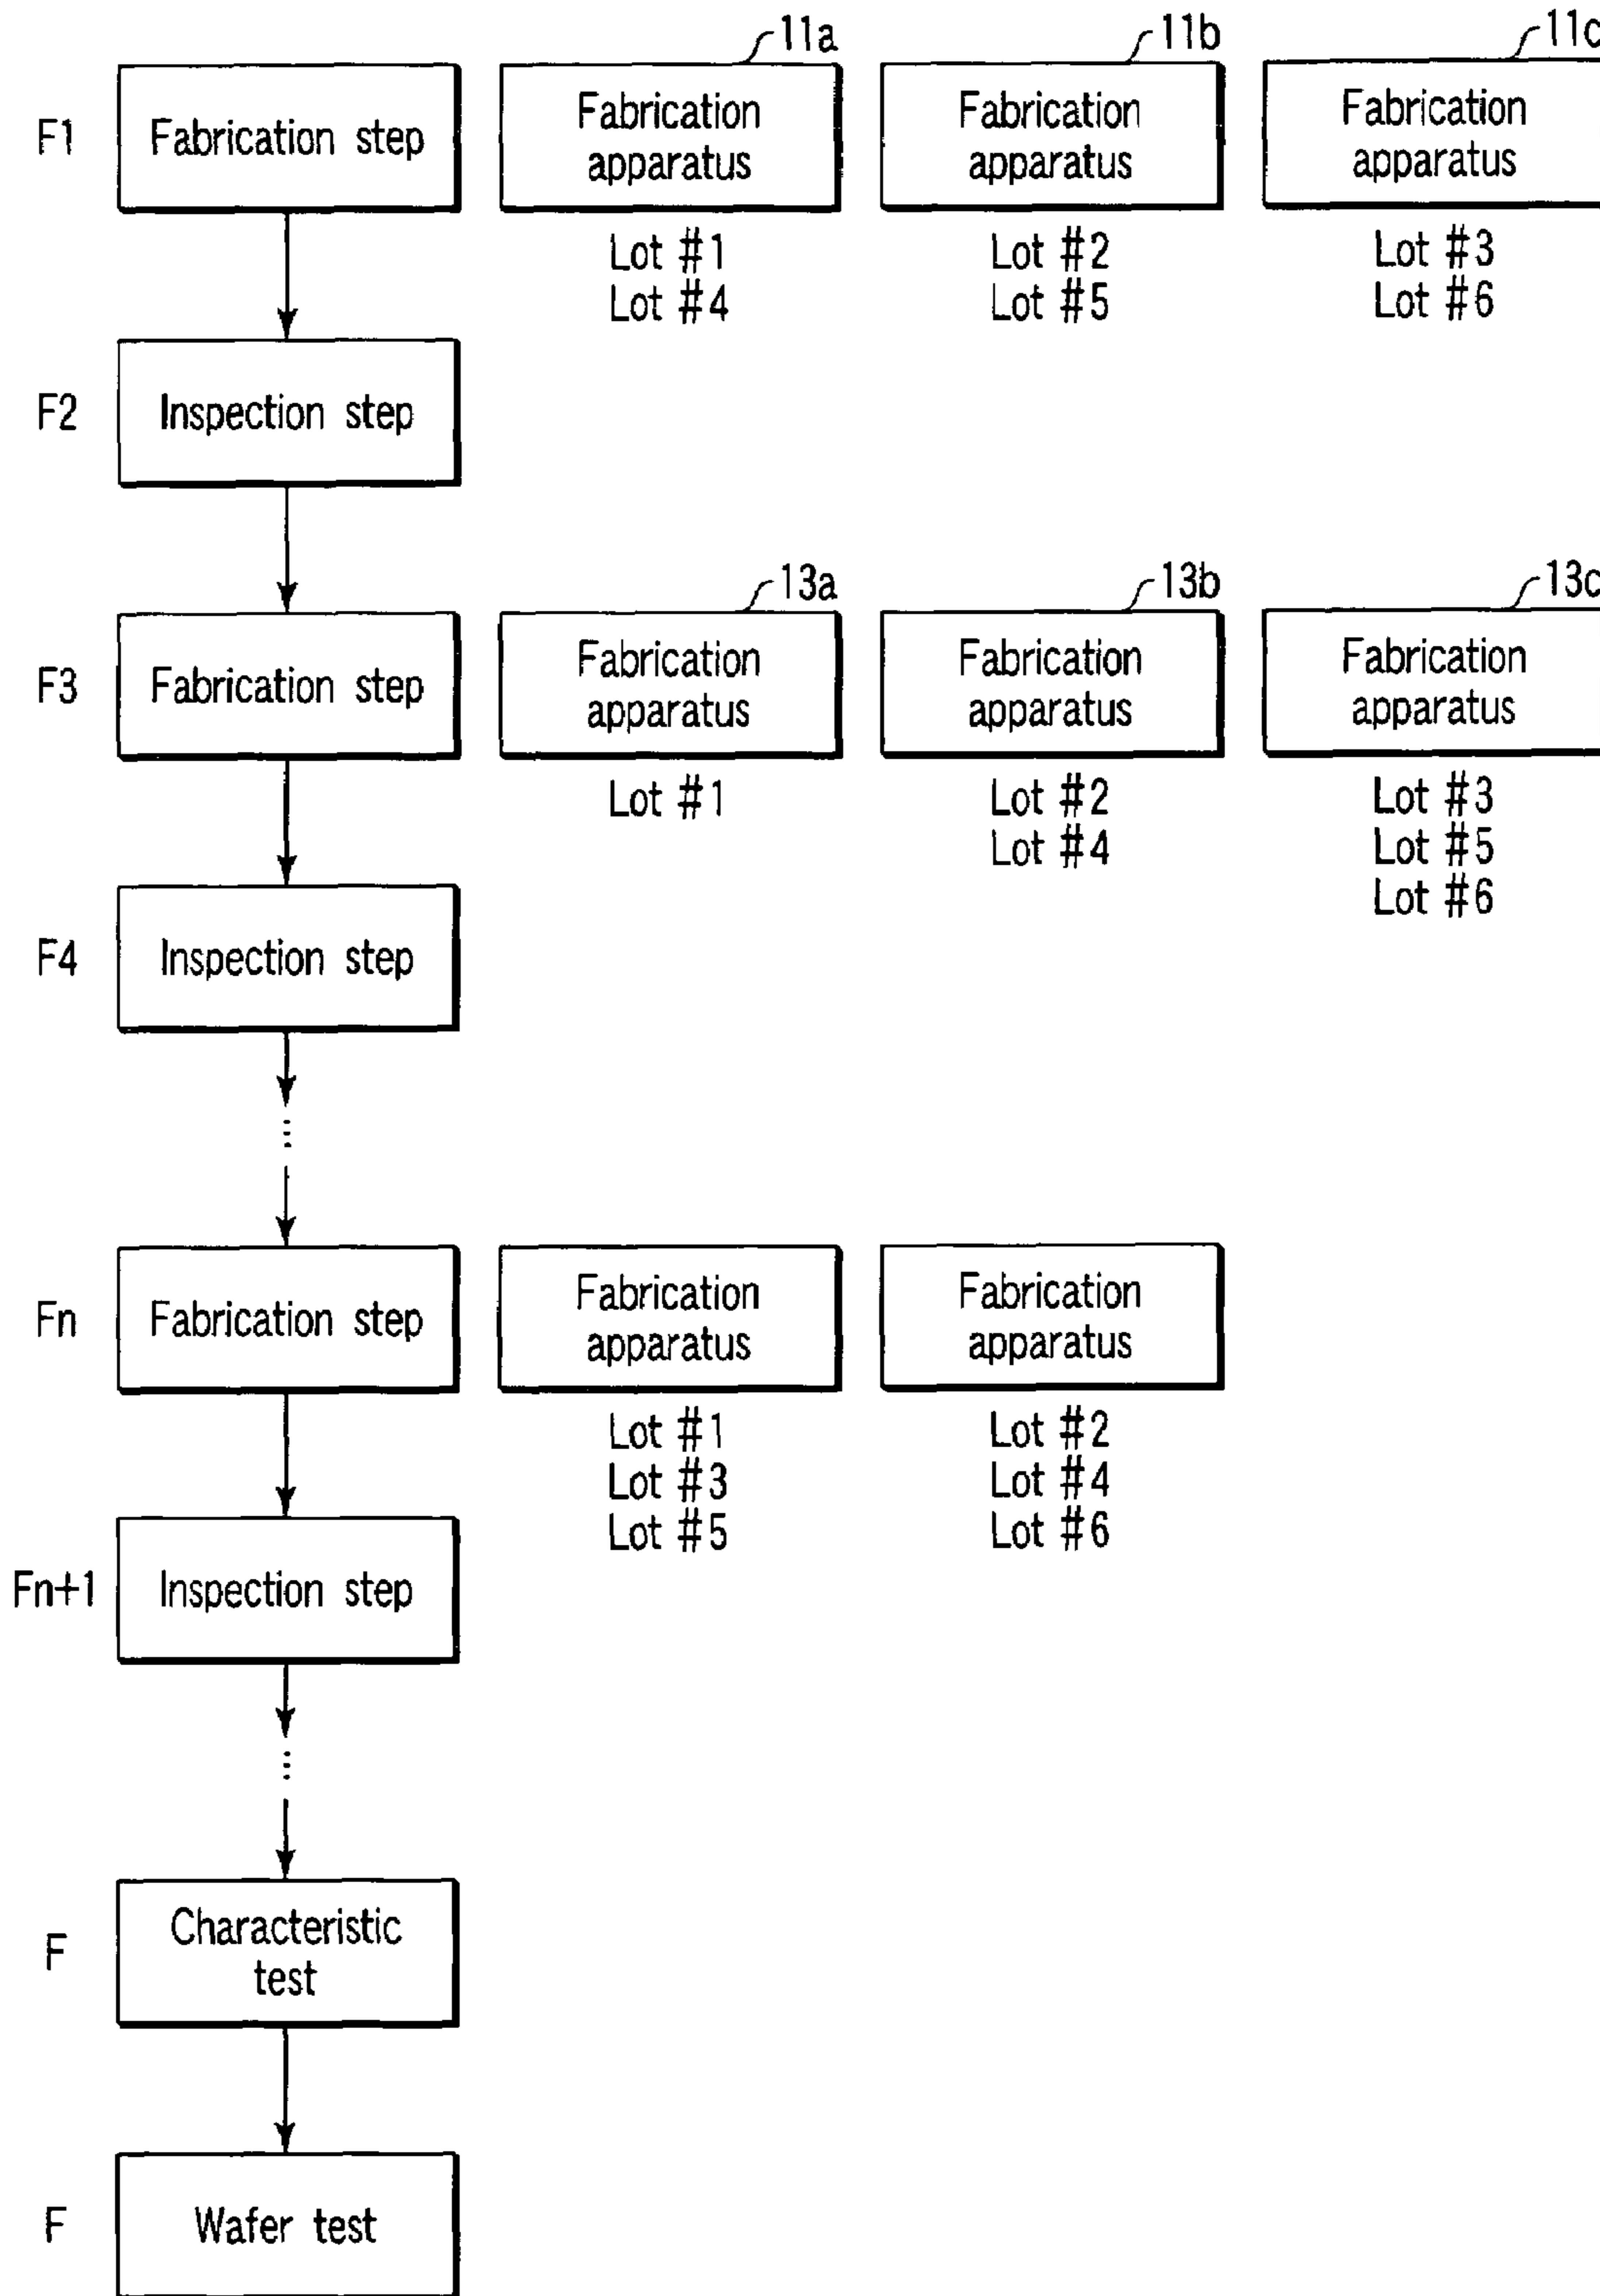 11a
11b
11c
F1
Fabrication step
Fabrication
apparatus
Fabrication
apparatus
Fabrication
apparatus
Lot #1
Lot #4
Lot #2
Lot #5
Lot #3
Lot #6
F2
Inspection step
13a
13b
13c
F3
Fabrication step
Fabrication
apparatus
Fabrication
apparatus
Fabrication
apparatus
Lot #1
Lot #2
Lot #4
Lot #3
Lot #5
Lot #6
F4
Inspection step
...
Fn
Fabrication step
Fabrication
apparatus
Fabrication
apparatus
Lot #1
Lot #3
Lot #5
Lot #2
Lot #4
Lot #6
Fn+1
Inspection step
...
F
Characteristic
test
F
Wafer test